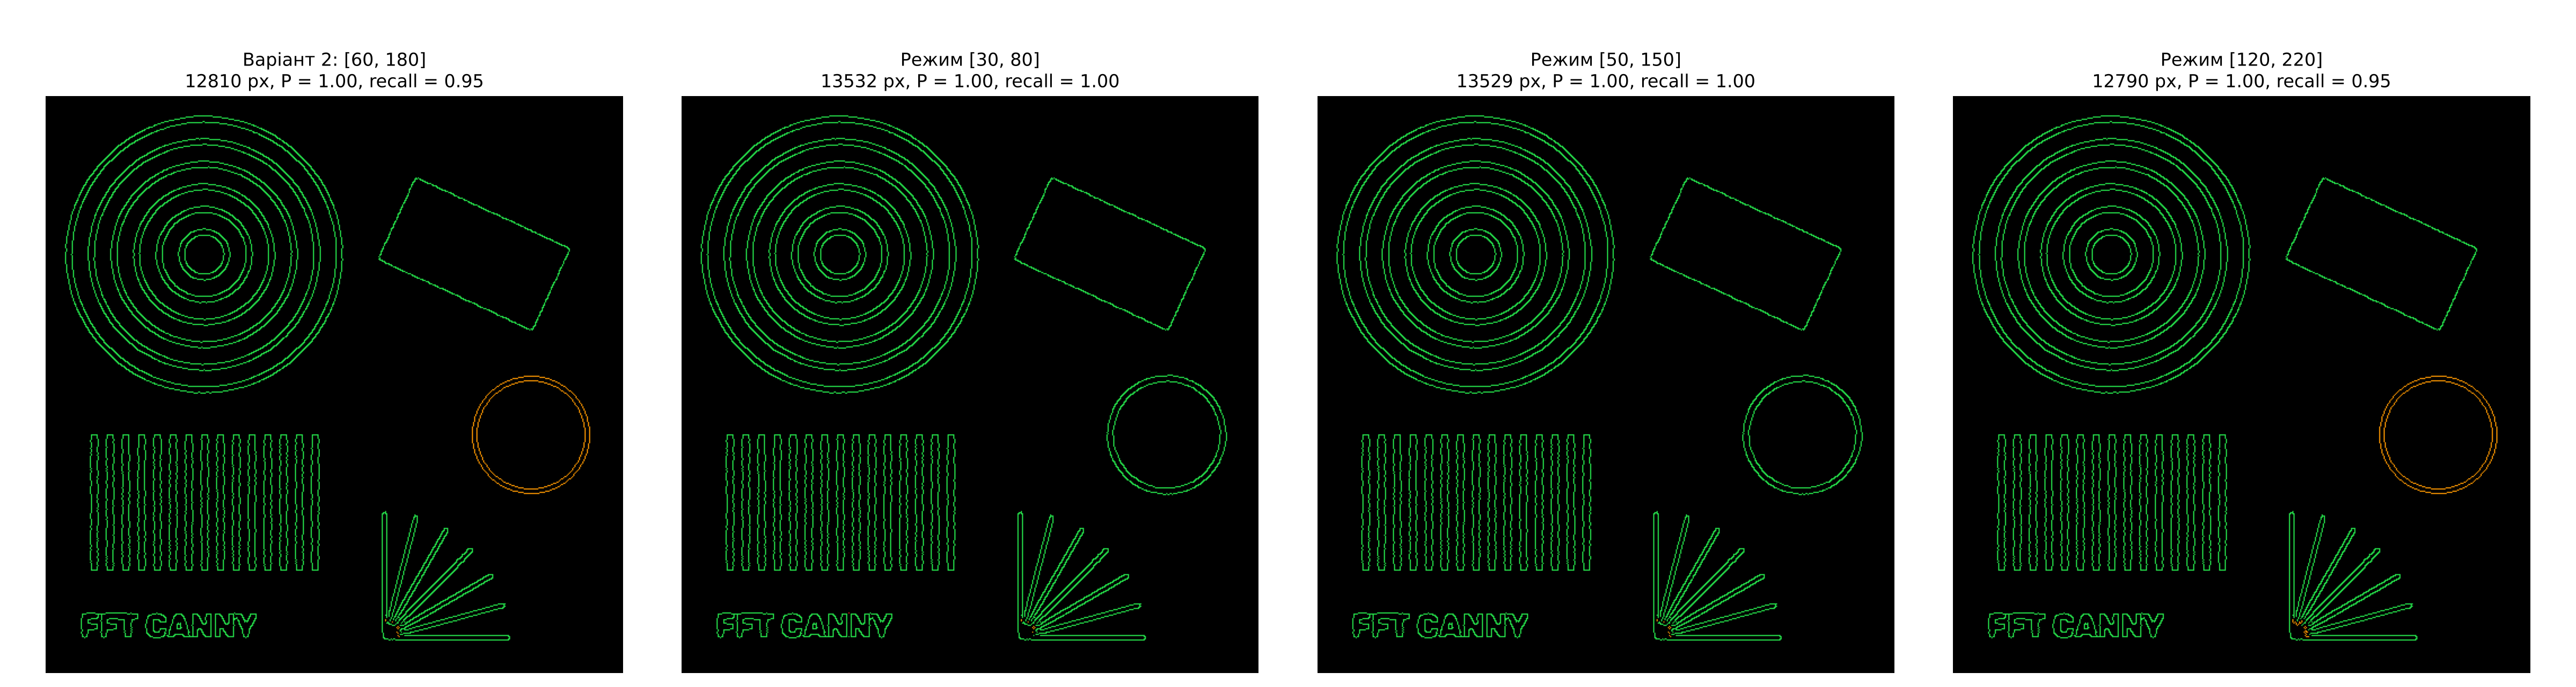 Варіант 2: [60, 180]
12810 px, P = 1.00, recall = 0.95
Режим [30, 80]
13532 px, P = 1.00, recall = 1.00
Режим [50, 150]
13529 px, P = 1.00, recall = 1.00
Режим [120, 220]
12790 px, P = 1.00, recall = 0.95
FFT CANNY
FFT CANNY
FFT CANNY
FFT CANNY